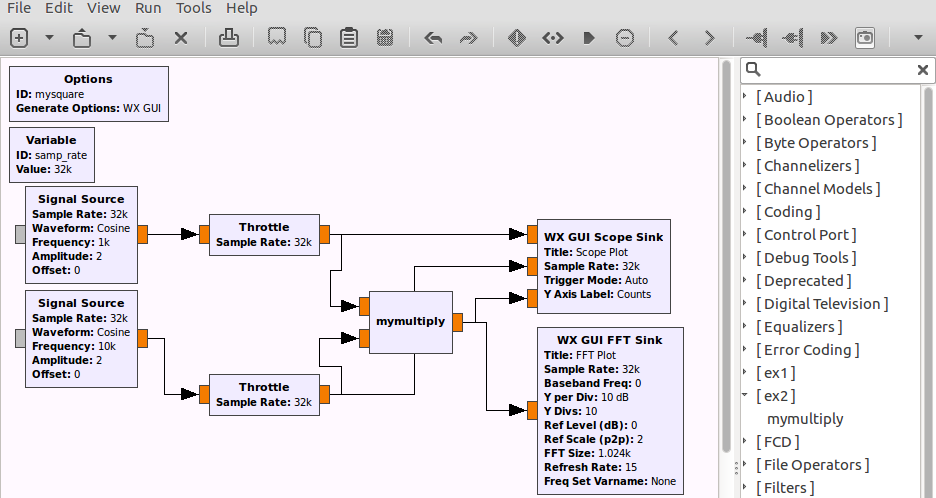 File Edit View Run Tools Help
Options
ID: mysquare
Generate Options: WX GUI
Variable
ID: samp_rate
Value: 32k
Signal Source
Sample Rate: 32k
Waveform: Cosine
Frequency: 1k
Amplitude: 2
Offset: 0
Throttle
Sample Rate: 32k
Signal Source
Sample Rate: 32k
Waveform: Cosine
Frequency: 10k
Amplitude: 2
Offset: 0
Throttle
Sample Rate: 32k
mymultiply
WX GUI Scope Sink
Title: Scope Plot
Sample Rate: 32k
Trigger Mode: Auto
Y Axis Label: Counts
WX GUI FFT Sink
Title: FFT Plot
Sample Rate: 32k
Baseband Freq: 0
Y per Div: 10 dB
Y Divs: 10
Ref Level (dB): 0
Ref Scale (p2p): 2
FFT Size: 1.024k
Refresh Rate: 15
Freq Set Varname: None
[ Audio ]
[ Boolean Operators ]
[ Byte Operators ]
[ Channelizers ]
[ Channel Models ]
[ Coding ]
[ Control Port ]
[ Debug Tools ]
[ Deprecated ]
[ Digital Television ]
[ Equalizers ]
[ Error Coding ]
[ ex1 ]
[ ex2 ]
mymultiply
[ FCD ]
[ File Operators ]
[ Filters ]